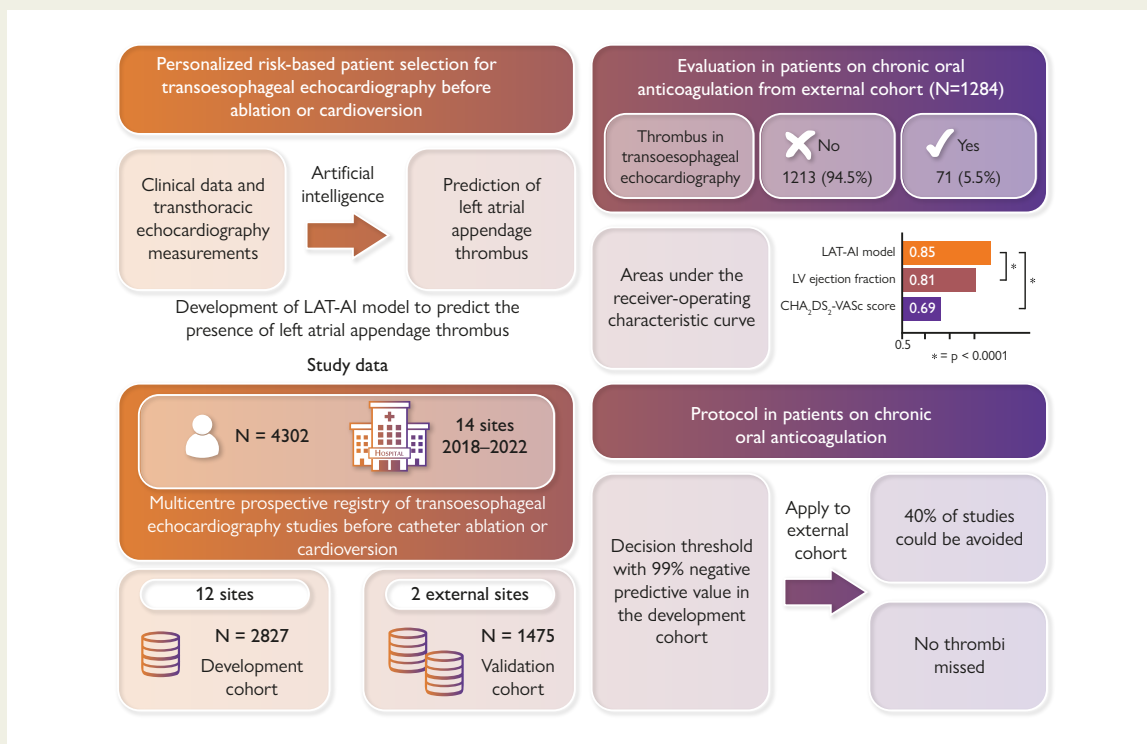 Personalized risk-based patient selection for
transoesophageal echocardiography before
ablation or cardioversion
Clinical data and
transthoracic
echocardiography
measurements
Artificial
intelligence
Prediction of
left atrial
appendage
thrombus
Development of LAT-AI model to predict the
presence of left atrial appendage thrombus
Study data
N = 4302
HOSPITAL
14 sites
2018–2022
Multicentre prospective registry of transoesophageal
echocardiography studies before catheter ablation or
cardioversion
12 sites
N = 2827
Development
cohort
2 external sites
N = 1475
Validation
cohort
Evaluation in patients on chronic oral
anticoagulation from external cohort (N=1284)
Thrombus in
transoesophageal
echocardiography
No
1213 (94.5%)
Yes
71 (5.5%)
Areas under the
receiver-operating
characteristic curve
LAT-AI model 0.85
LV ejection fraction 0.81 *
CHA₂DS₂-VASc score 0.69 *
0.5
* = p < 0.0001
Protocol in patients on chronic
oral anticoagulation
Decision threshold
with 99% negative
predictive value in
the development
cohort
Apply to
external
cohort
40% of studies
could be avoided
No thrombi
missed